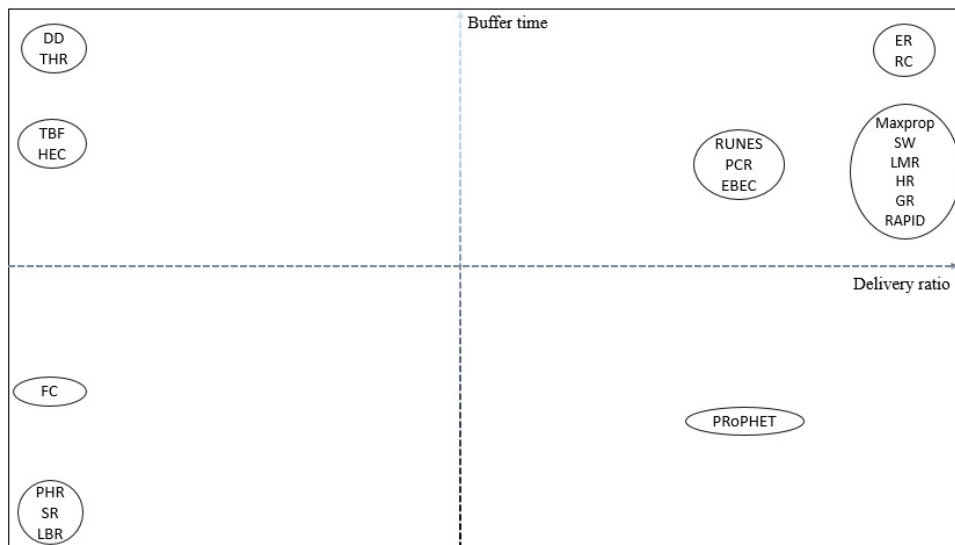 Buffer time
DD
THR
ER
RC
TBF
HEC
RUNES
PCR
EBEC
Maxprop
SW
LMR
HR
GR
RAPID
Delivery ratio
FC
PRoPHET
PHR
SR
LBR